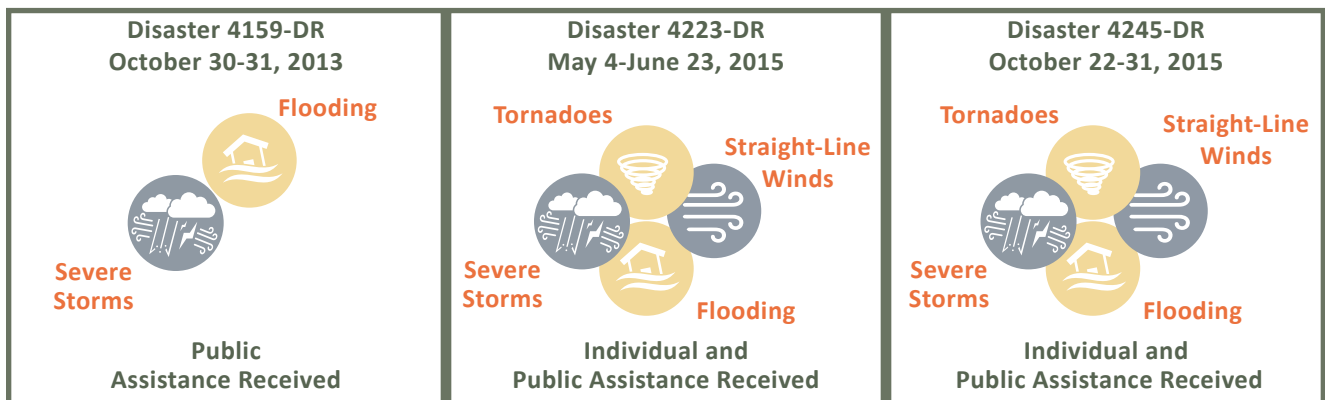 Disaster 4159-DR
October 30-31, 2013
Flooding
Severe
Storms
Public
Assistance Received
Disaster 4223-DR
May 4-June 23, 2015
Tornadoes
Straight-Line
Winds
Severe
Storms
Flooding
Individual and
Public Assistance Received
Disaster 4245-DR
October 22-31, 2015
Tornadoes
Straight-Line
Winds
Severe
Storms
Flooding
Individual and
Public Assistance Received